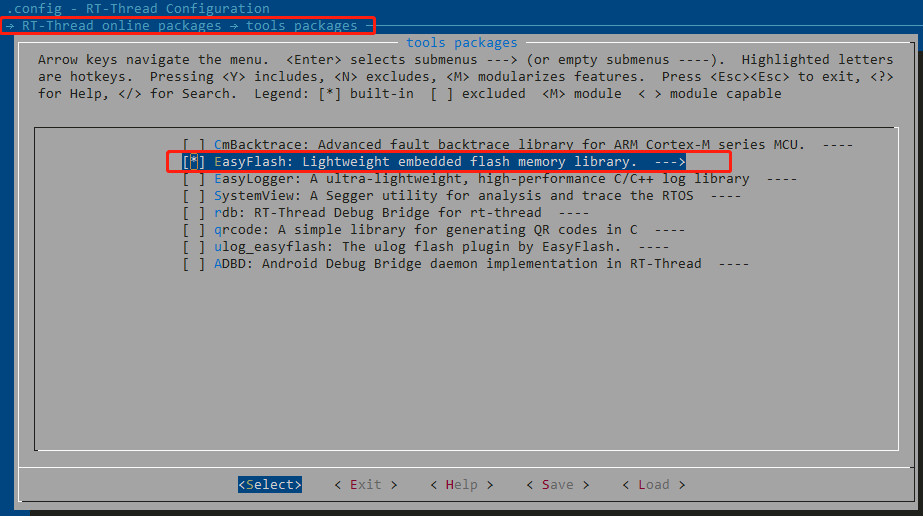 .config - RT-Thread Configuration
→ RT-Thread online packages → tools packages
tools packages
Arrow keys navigate the menu.  <Enter> selects submenus ---> (or empty submenus ----).  Highlighted letters
are hotkeys.  Pressing <Y> includes, <N> excludes, <M> modularizes features.  Press <Esc><Esc> to exit, <?>
for Help, </> for Search.  Legend: [*] built-in  [ ] excluded  <M> module  < > module capable
[ ] CmBacktrace: Advanced fault backtrace library for ARM Cortex-M series MCU.  ----
[*] EasyFlash: Lightweight embedded flash memory library.  --->
[ ] EasyLogger: A ultra-lightweight, high-performance C/C++ log library  ----
[ ] SystemView: A Segger utility for analysis and trace the RTOS  ----
[ ] rdb: RT-Thread Debug Bridge for rt-thread  ----
[ ] qrcode: A simple library for generating QR codes in C  ----
[ ] ulog_easyflash: The ulog flash plugin by EasyFlash.  ----
[ ] ADBD: Android Debug Bridge daemon implementation in RT-Thread  ----
<Select>    < Exit >    < Help >    < Save >    < Load >